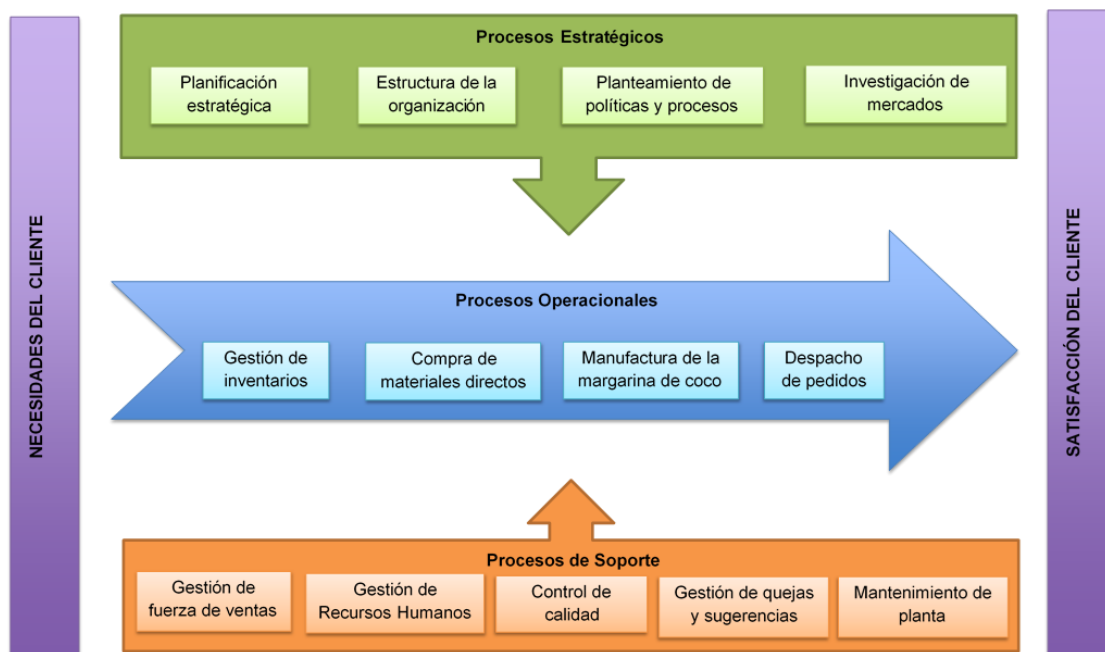 NECESIDADES DEL CLIENTE
Procesos Estratégicos
Planificación
estratégica
Estructura de la
organización
Planteamiento de
políticas y procesos
Investigación de
mercados
Procesos Operacionales
Gestión de
inventarios
Compra de
materiales directos
Manufactura de la
margarina de coco
Despacho
de pedidos
Procesos de Soporte
Gestión de
fuerza de ventas
Gestión de
Recursos Humanos
Control de
calidad
Gestión de quejas
y sugerencias
Mantenimiento de
planta
SATISFACCIÓN DEL CLIENTE